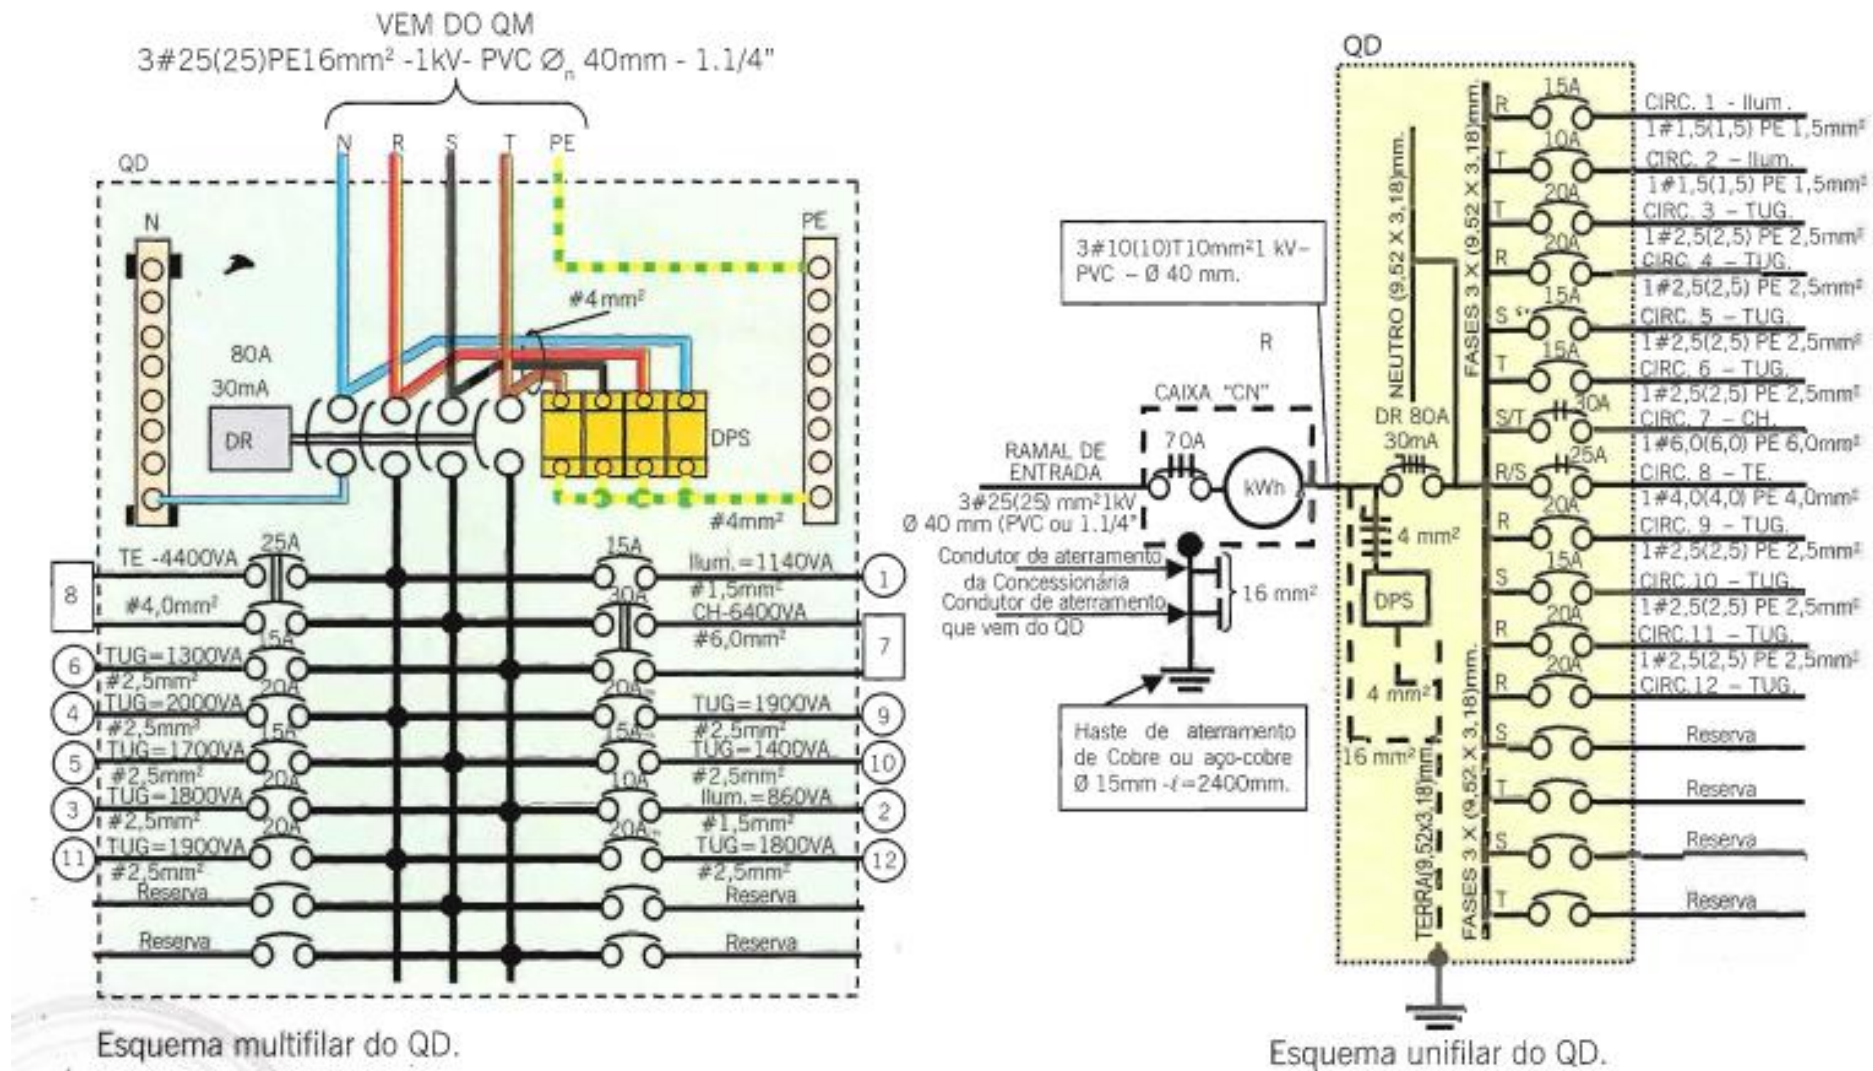 VEM DO QM
3#25(25)PE16mm² -1kV- PVC Øn 40mm - 1.1/4"
N R S T PE
QD
N
PE
#4mm²
80A
30mA
DR
DPS
#4mm²
TE -4400VA
25A
15A
Ilum.=1140VA
1
#1,5mm²
8
#4,0mm²
30A
CH-6400VA
#6,0mm²
7
15A
6
TUG=1300VA
#2,5mm²
20A
20A
4
TUG=2000VA
TUG=1900VA
9
#2,5mm²
#2,5mm²
15A
15A
5
TUG=1700VA
TUG=1400VA
10
#2,5mm²
#2,5mm²
20A
10A
3
TUG=1800VA
Ilum.=860VA
2
#2,5mm²
#1,5mm²
20A
20A
11
TUG=1900VA
TUG=1800VA
12
#2,5mm²
#2,5mm²
Reserva
Reserva
Reserva
Reserva
Esquema multifilar do QD.
QD
3#10(10)T10mm²1 kV-
PVC - Ø 40 mm.
R
CAIXA "CN"
70A
kWh
RAMAL DE
ENTRADA
3#25(25) mm²1kV
Ø 40 mm (PVC ou 1.1/4"
Condutor de aterramento
da Concessionária
Condutor de aterramento
que vem do QD
16 mm²
Haste de aterramento
de Cobre ou aço-cobre
Ø 15mm -ℓ=2400mm.
NEUTRO (9,52 X 3,18)mm.
FASES 3 X (9,52 X 3,18)mm.
DR 80A
30mA
4 mm²
DPS
4 mm²
16 mm²
TERRA(9,52x3,18)mm.
FASES 3 X (9,52 X 3,18)mm.
R
15A
CIRC. 1 - Ilum.
1#1,5(1,5) PE 1,5mm²
T
10A
CIRC. 2 - Ilum.
1#1,5(1,5) PE 1,5mm²
T
20A
CIRC. 3 - TUG.
1#2,5(2,5) PE 2,5mm²
R
20A
CIRC. 4 - TUG.
1#2,5(2,5) PE 2,5mm²
S
15A
CIRC. 5 - TUG.
1#2,5(2,5) PE 2,5mm²
T
15A
CIRC. 6 - TUG.
1#2,5(2,5) PE 2,5mm²
S/T
30A
CIRC. 7 - CH.
1#6,0(6,0) PE 6,0mm²
R/S
25A
CIRC. 8 - TE.
1#4,0(4,0) PE 4,0mm²
R
20A
CIRC. 9 - TUG.
1#2,5(2,5) PE 2,5mm²
S
15A
CIRC.10 - TUG.
1#2,5(2,5) PE 2,5mm²
R
20A
CIRC.11 - TUG.
1#2,5(2,5) PE 2,5mm²
R
20A
CIRC.12 - TUG.
S
Reserva
T
Reserva
S
Reserva
T
Reserva
Esquema unifilar do QD.